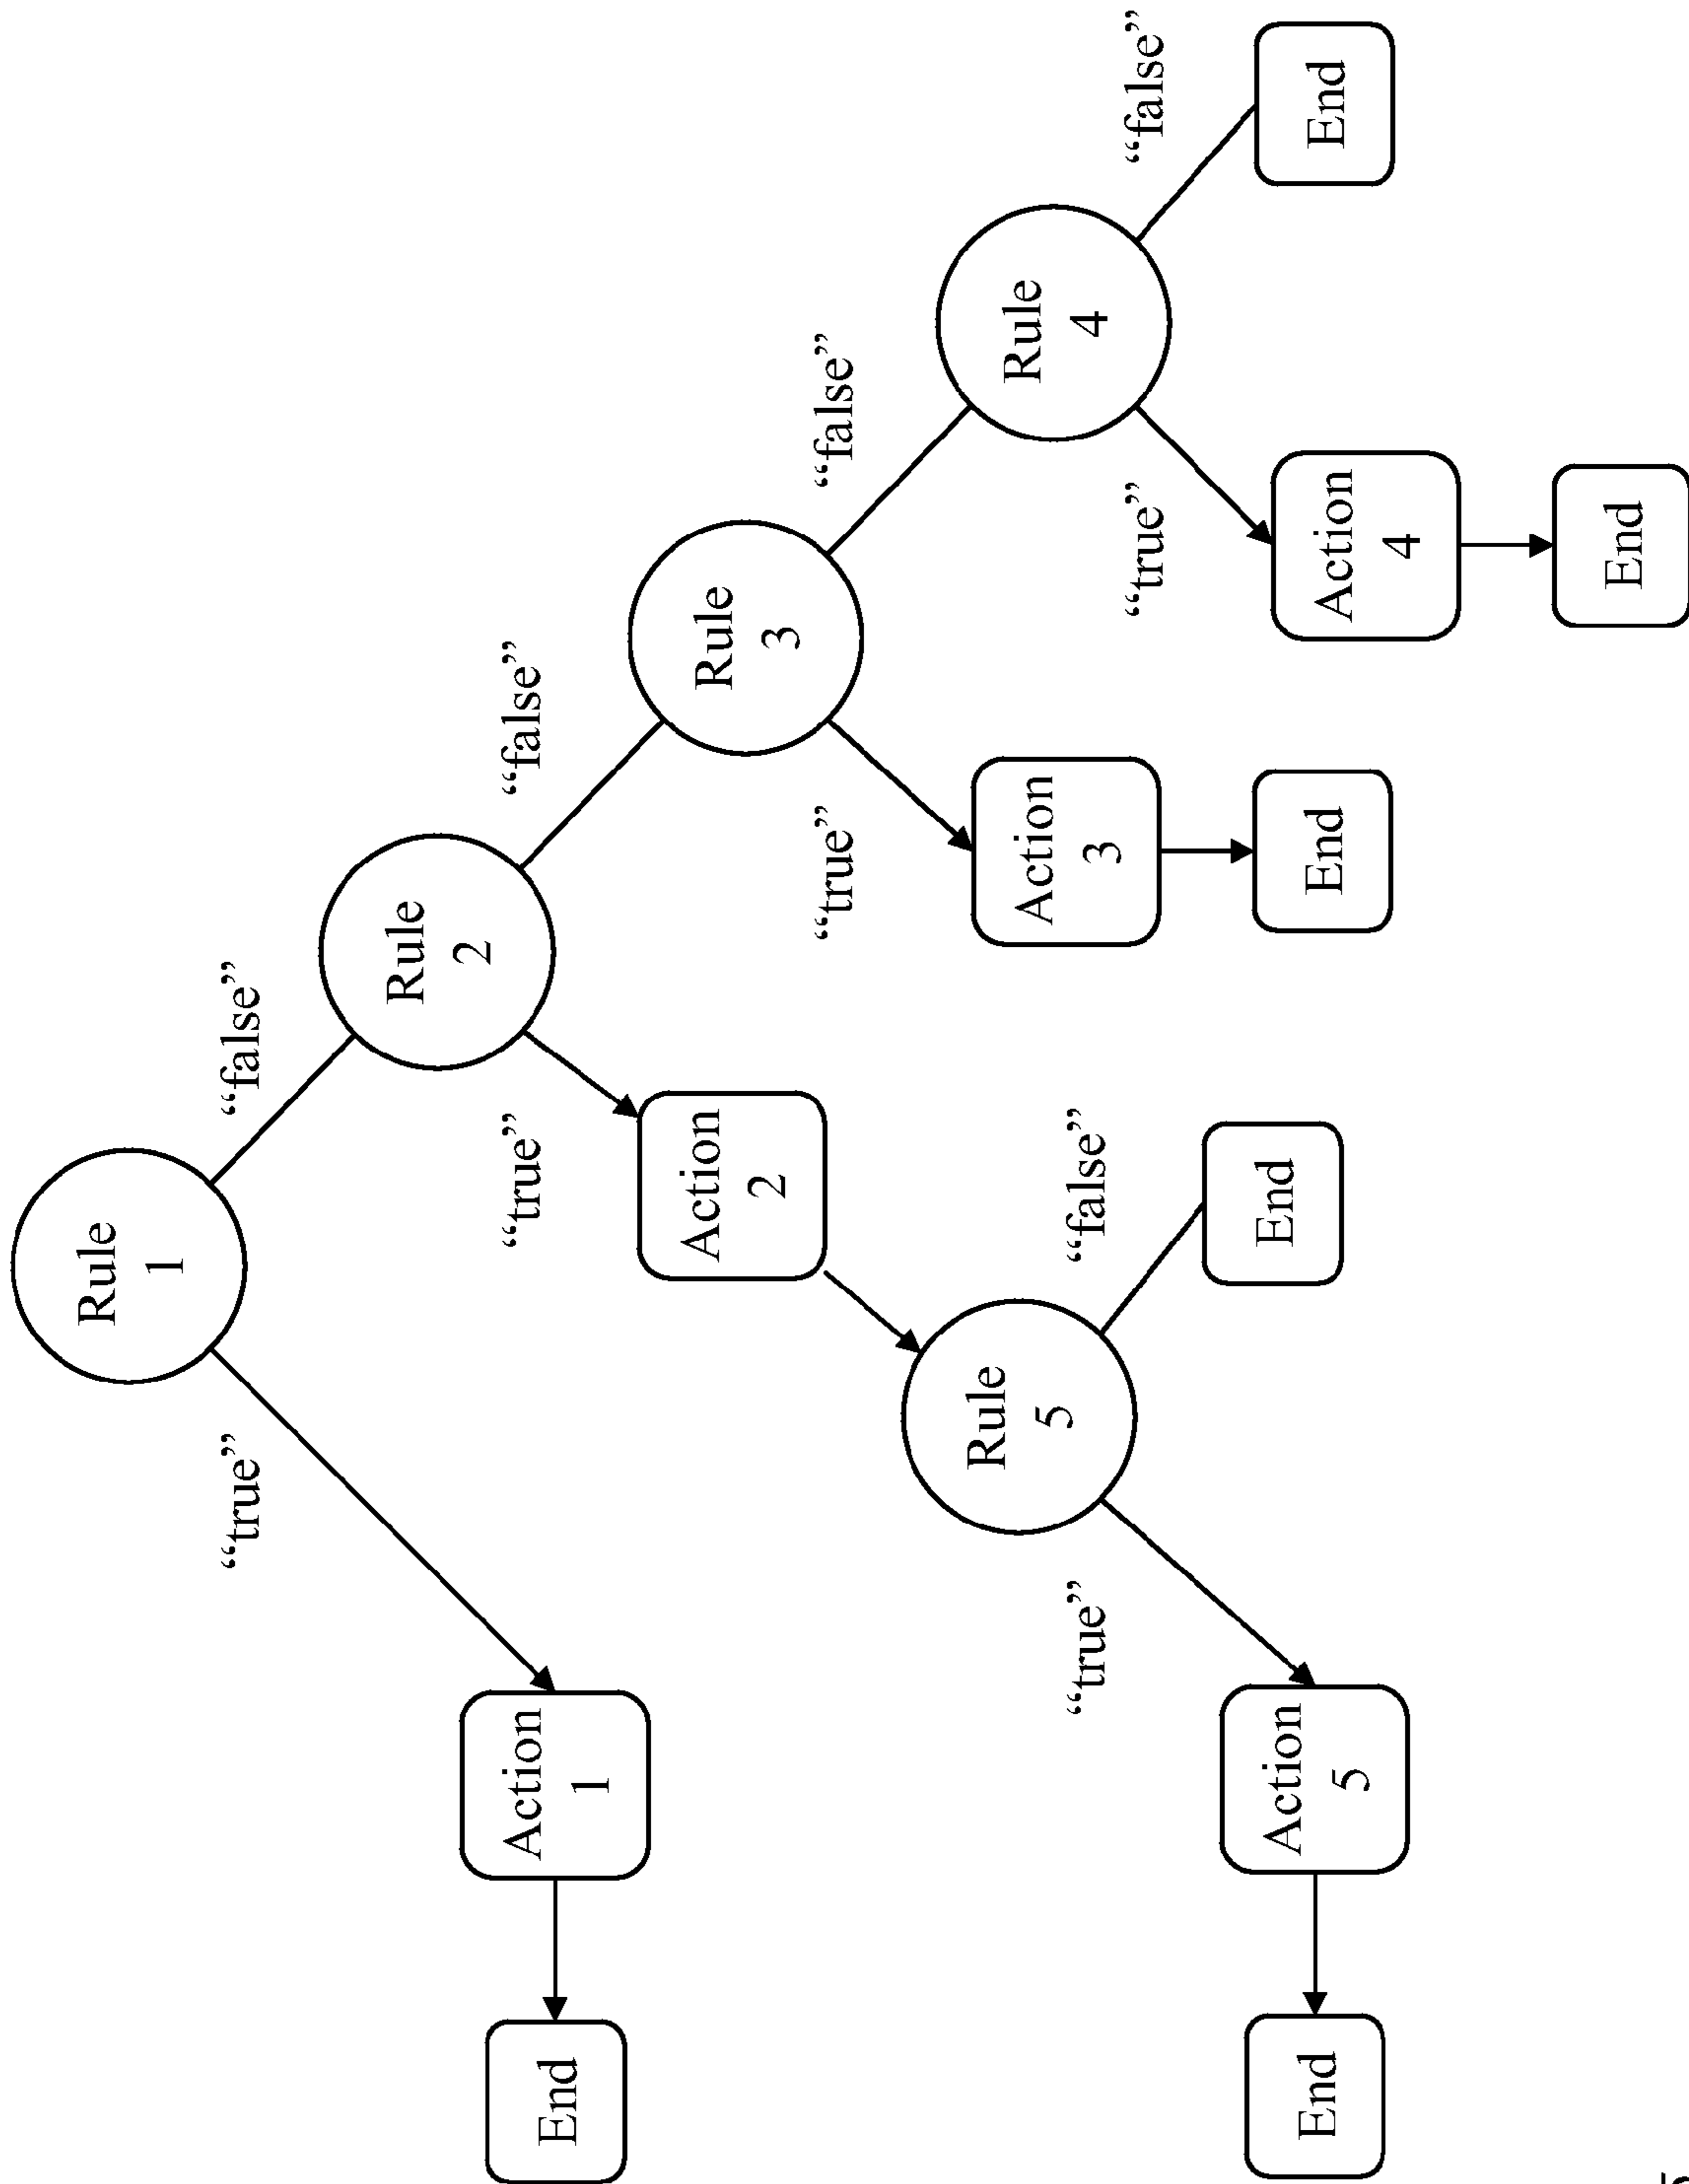 Rule
1
“true”
“false”
Rule
2
“true”
“false”
Action
1
End
Action
2
Rule
3
“true”
“false”
Rule
5
Rule
4
Action
3
“true”
“false”
“true”
“false”
End
Action
5
End
End
Action
4
End
End